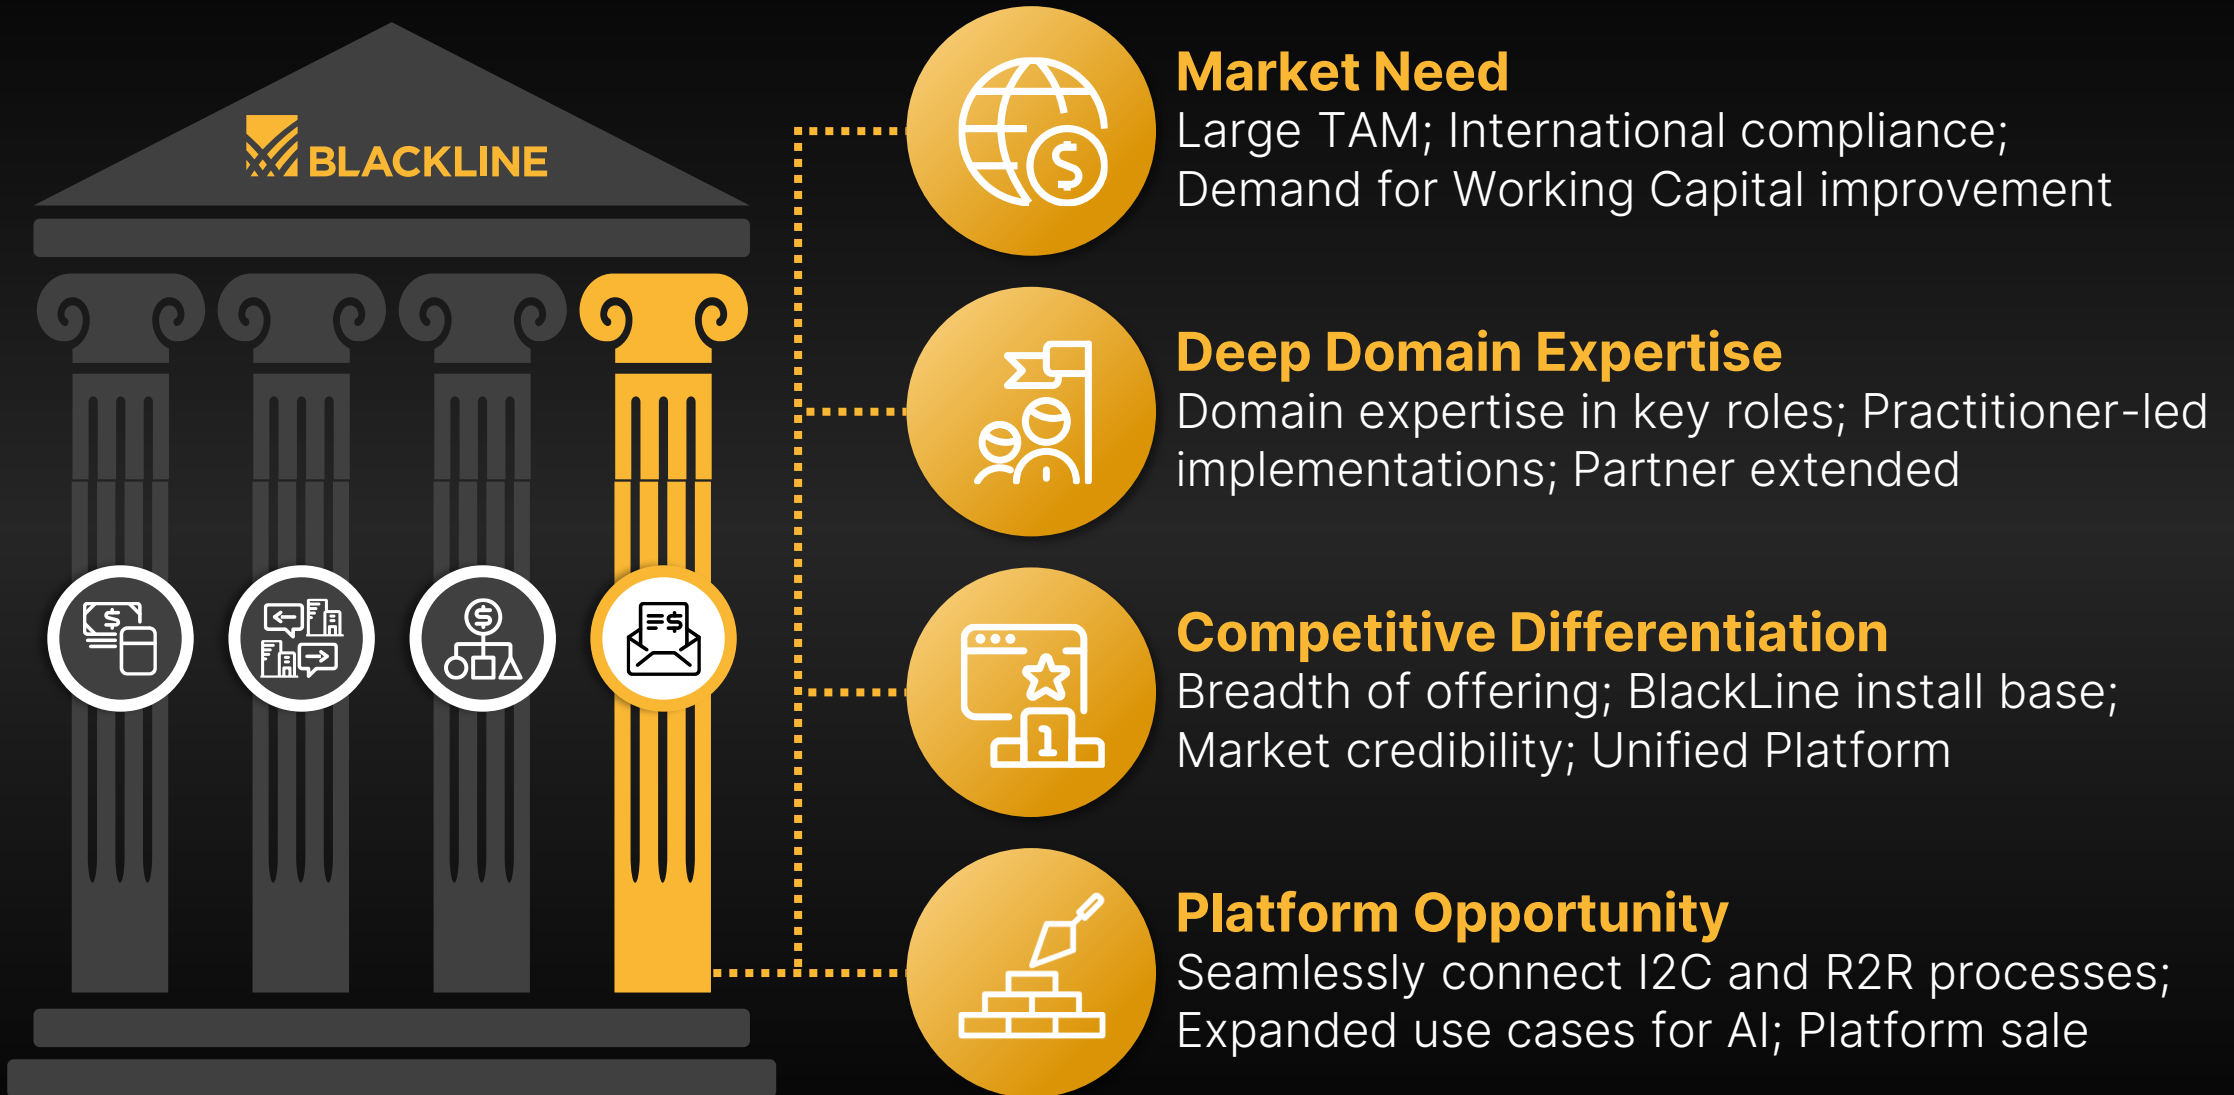 BLACKLINE
Market Need
Large TAM; International compliance;
Demand for Working Capital improvement
Deep Domain Expertise
Domain expertise in key roles; Practitioner-led
implementations; Partner extended
Competitive Differentiation
Breadth of offering; BlackLine install base;
Market credibility; Unified Platform
Platform Opportunity
Seamlessly connect I2C and R2R processes;
Expanded use cases for AI; Platform sale
$
$
$
$
1